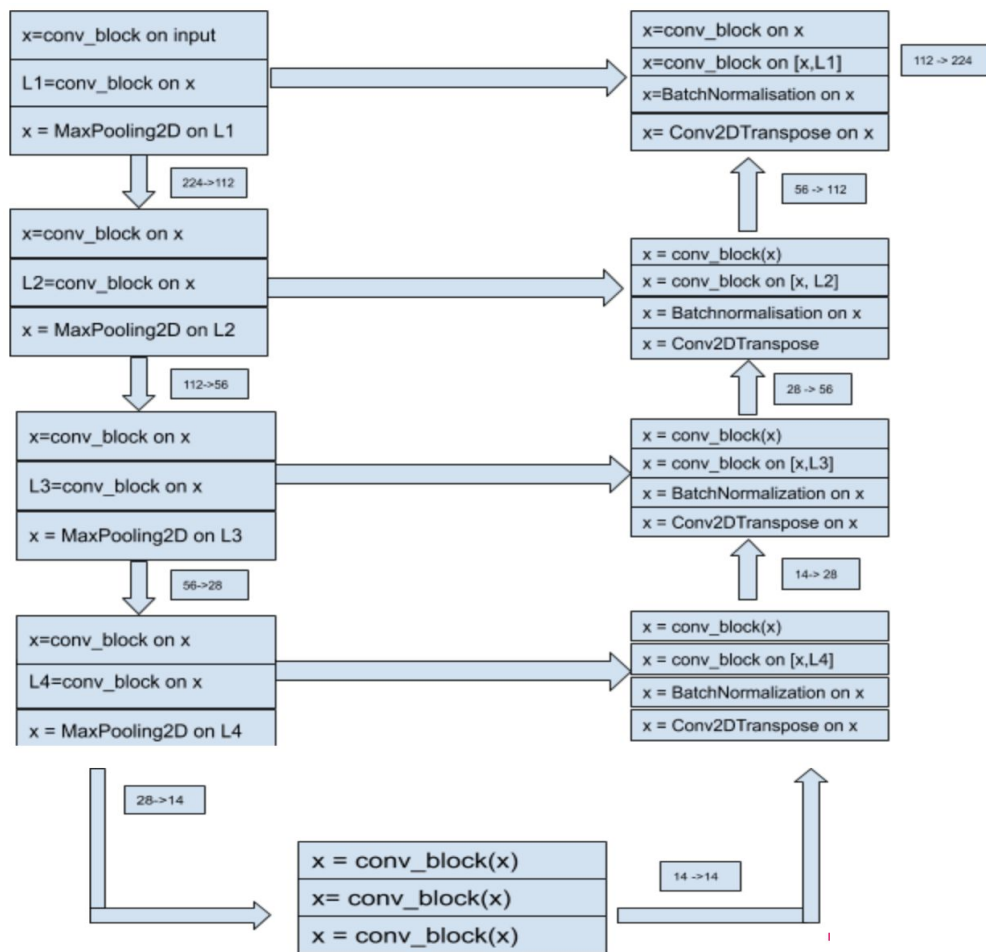 x=conv_block on input
L1=conv_block on x
x = MaxPooling2D on L1
224->112
x=conv_block on x
L2=conv_block on x
x = MaxPooling2D on L2
112->56
x=conv_block on x
L3=conv_block on x
x = MaxPooling2D on L3
56->28
x=conv_block on x
L4=conv_block on x
x = MaxPooling2D on L4
28->14
x = conv_block(x)
x= conv_block(x)
x = conv_block(x)
14 ->14
x = conv_block(x)
x = conv_block on [x,L4]
x = BatchNormalization on x
x = Conv2DTranspose on x
14-> 28
x = conv_block(x)
x = conv_block on [x,L3]
x = BatchNormalization on x
x = Conv2DTranspose on x
28 -> 56
x = conv_block(x)
x = conv_block on [x, L2]
x = Batchnormalisation on x
x = Conv2DTranspose
56 -> 112
x=conv_block on x
x=conv_block on [x,L1]
x=BatchNormalisation on x
x= Conv2DTranspose on x
112 -> 224